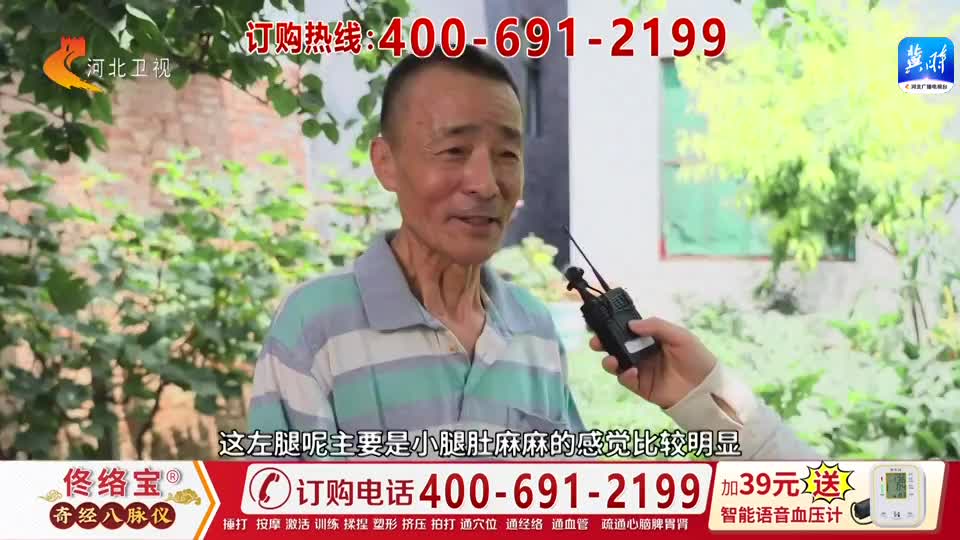 订购热线:400-691-2199
河北卫视
冀时
河北广播电视台
这左腿呢主要是小腿肚麻麻的感觉比较明显
佟络宝®
奇经八脉仪
订购电话400-691-2199
捶打 按摩 激活 训练 揉捏 塑形 挤压 拍打 通穴位 通经络 通血管 疏通心脑脾胃肾
加39元送
智能语音血压计